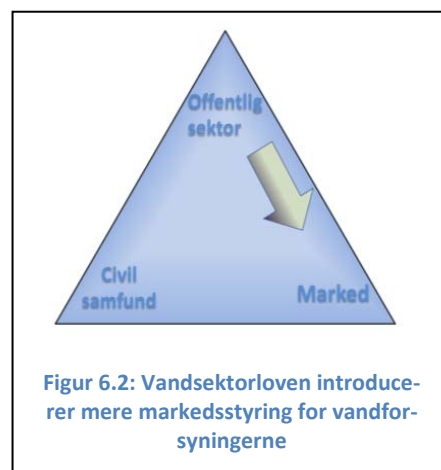 Offentlig
sektor
Civil
samfund
Marked
Figur 6.2: Vandsektorloven introduce-
rer mere markedsstyring for vandfor-
syningerne